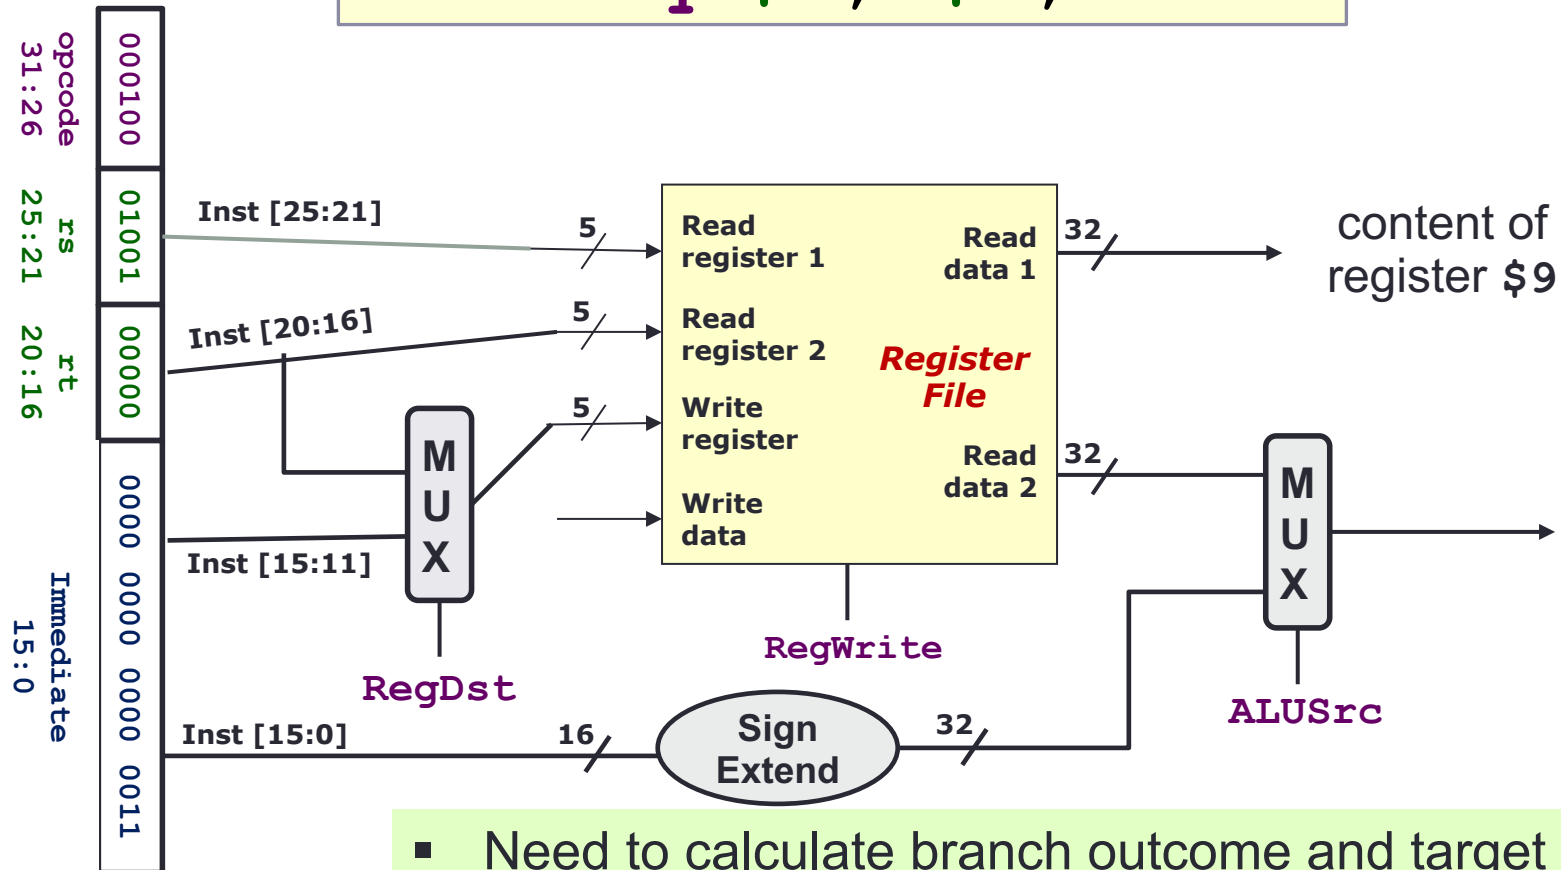 opcode
31:26
000100
rs
25:21
01001
rt
20:16
00000
Immediate
15:0
0000 0000 0000 0011
Inst [25:21]
5
Inst [20:16]
5
5
Inst [15:11]
M
U
X
RegDst
Read
register 1
Read
register 2
Write
register
Write
data
Register
File
Read
data 1
Read
data 2
32
32
content of
register $9
RegWrite
M
U
X
ALUSrc
Inst [15:0]
16
Sign
Extend
32
▪ Need to calculate branch outcome and target